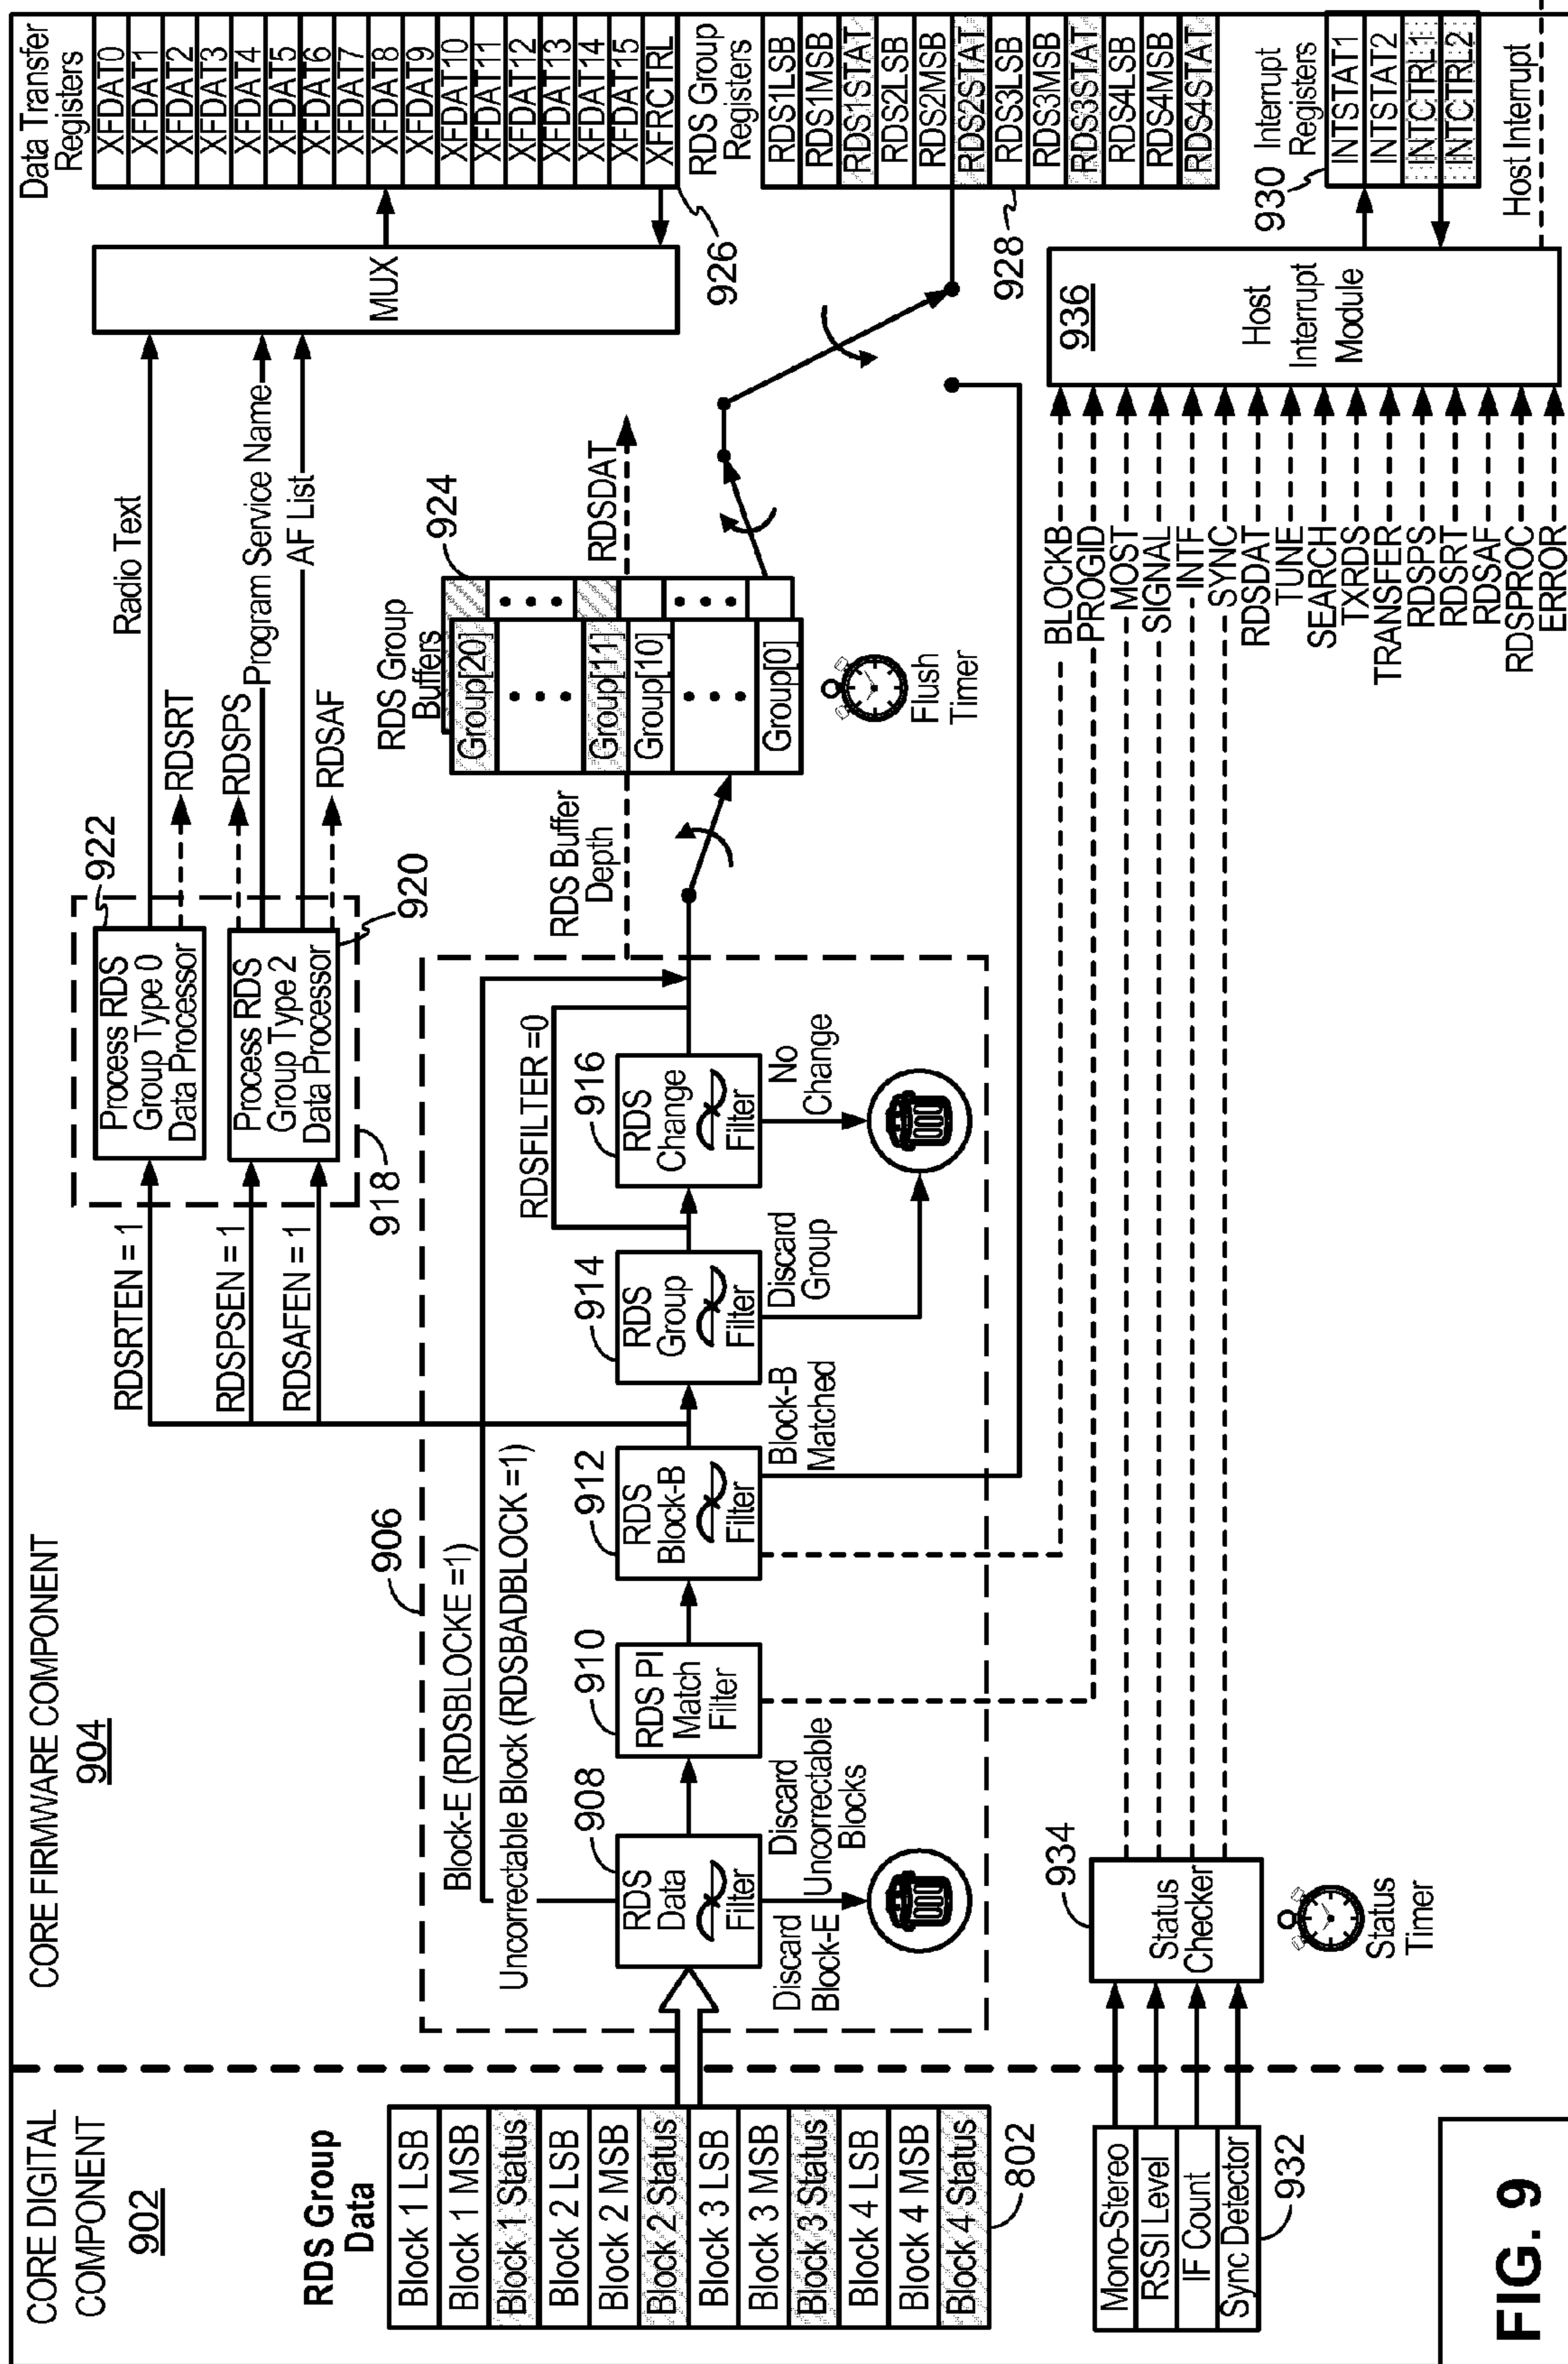 CORE DIGITAL
COMPONENT
902
RDS Group
Data
Block 1 LSB
Block 1 MSB
Block 1 Status
Block 2 LSB
Block 2 MSB
Block 2 Status
Block 3 LSB
Block 3 MSB
Block 3 Status
Block 4 LSB
Block 4 MSB
Block 4 Status
802
Mono-Stereo
RSSI Level
IF Count
Sync Detector
932
CORE FIRMWARE COMPONENT
904
906
Block-E (RDSBLOCKE =1)
Uncorrectable Block (RDSBADBLOCK =1)
908
RDS
Data
Filter
Discard
Block-E
Discard
Uncorrectable
Blocks
910
RDS PI
Match
Filter
912
RDS
Block-B
Filter
Block-B
Matched
914
RDS
Group
Filter
Discard
Group
RDSFILTER =0
916
RDS
Change
Filter
No
Change
RDSRTEN = 1
RDSPSEN = 1
RDSAFEN = 1
918
Process RDS
Group Type 0
Data Processor
922
Process RDS
Group Type 2
Data Processor
920
RDSRT
RDSPS
RDSAF
Radio Text
Program Service Name
AF List
MUX
RDS Buffer
Depth
RDS Group
Buffers
924
Group[20]
Group[11]
Group[10]
Group[0]
RDSDAT
Flush
Timer
Data Transfer
Registers
XFDAT0
XFDAT1
XFDAT2
XFDAT3
XFDAT4
XFDAT5
XFDAT6
XFDAT7
XFDAT8
XFDAT9
XFDAT10
XFDAT11
XFDAT12
XFDAT13
XFDAT14
XFDAT15
XFRCTRL
926
RDS Group
Registers
RDS1LSB
RDS1MSB
RDS1STAT
RDS2LSB
RDS2MSB
RDS2STAT
RDS3LSB
RDS3MSB
RDS3STAT
RDS4LSB
RDS4MSB
RDS4STAT
928
934
Status
Checker
Status
Timer
BLOCKB
PROGID
MOST
SIGNAL
INTF
SYNC
RDSDAT
TUNE
SEARCH
TXRDS
TRANSFER
RDSPS
RDSRT
RDSAF
RDSPROC
ERROR
936
Host
Interrupt
Module
930
Interrupt
Registers
INTSTAT1
INTSTAT2
INTCTRL1
INTCTRL2
Host Interrupt
FIG. 9